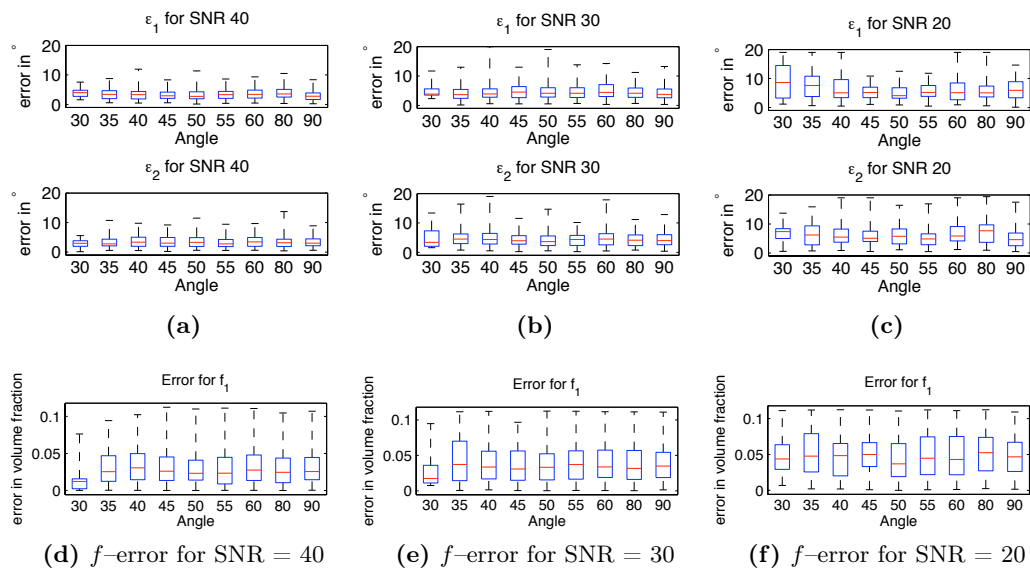 ε1 for SNR 40
error in °
20
10
0
30 35 40 45 50 55 60 80 90
Angle
ε2 for SNR 40
error in °
20
10
0
30 35 40 45 50 55 60 80 90
Angle
(a)
ε1 for SNR 30
error in °
20
10
0
30 35 40 45 50 55 60 80 90
Angle
ε2 for SNR 30
error in °
20
10
0
30 35 40 45 50 55 60 80 90
Angle
(b)
ε1 for SNR 20
error in °
20
10
0
30 35 40 45 50 55 60 80 90
Angle
ε2 for SNR 20
error in °
20
10
0
30 35 40 45 50 55 60 80 90
Angle
(c)
Error for f1
error in volume fraction
0.1
0.05
0
30 35 40 45 50 55 60 80 90
Angle
(d) f–error for SNR = 40
Error for f1
error in volume fraction
0.1
0.05
0
30 35 40 45 50 55 60 80 90
Angle
(e) f–error for SNR = 30
Error for f1
error in volume fraction
0.1
0.05
0
30 35 40 45 50 55 60 80 90
Angle
(f) f–error for SNR = 20